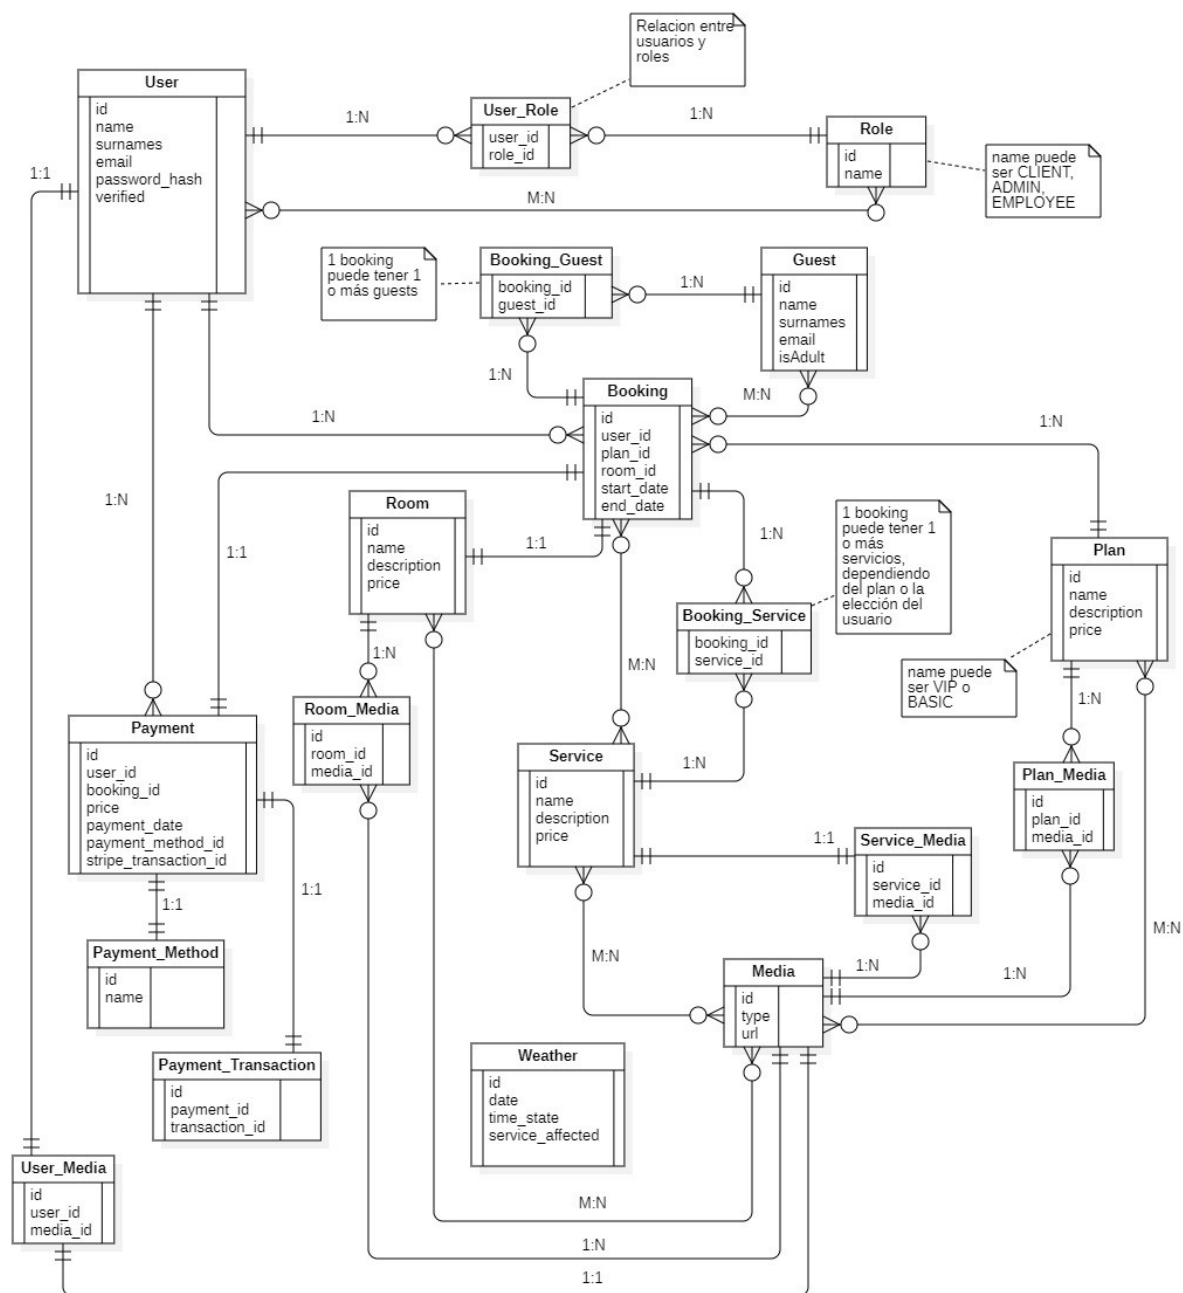 Relacion entre
usuarios y
roles
User
id
name
surnames
email
password_hash
verified
1:N
User_Role
user_id
role_id
1:N
Role
id
name
name puede
ser CLIENT,
ADMIN,
EMPLOYEE
1:1
M:N
1 booking
puede tener 1
o más guests
Booking_Guest
booking_id
guest_id
1:N
Guest
id
name
surnames
email
isAdult
1:N
M:N
1:N
Booking
id
user_id
plan_id
room_id
start_date
end_date
1:N
1:N
1:1
Room
id
name
description
price
1:1
1:N
1 booking
puede tener 1
o más
servicios,
dependiendo
del plan o la
elección del
usuario
Plan
id
name
description
price
Booking_Service
booking_id
service_id
name puede
ser VIP o
BASIC
1:N
M:N
1:N
Room_Media
id
room_id
media_id
Payment
id
user_id
booking_id
price
payment_date
payment_method_id
stripe_transaction_id
Service
id
name
description
price
1:N
Plan_Media
id
plan_id
media_id
1:1
Service_Media
id
service_id
media_id
1:1
1:1
Payment_Method
id
name
M:N
M:N
1:N
1:N
Media
id
type
url
Weather
id
date
time_state
service_affected
Payment_Transaction
id
payment_id
transaction_id
User_Media
id
user_id
media_id
M:N
1:N
1:1